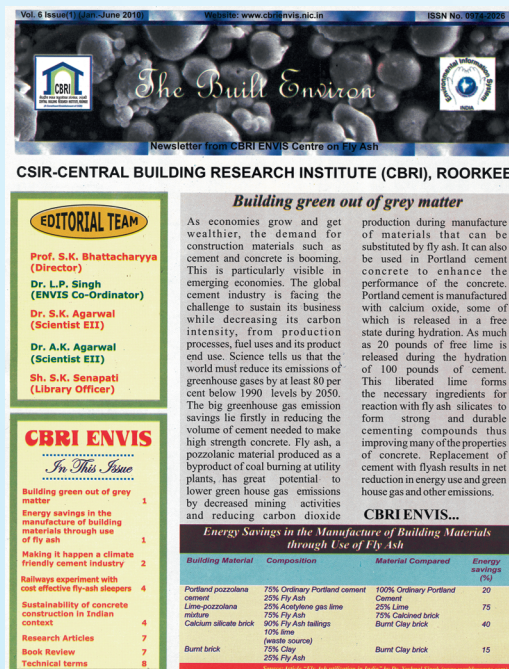 Vol. 6 Issue(1) (Jan.-June 2010)
Website: www.cbrienvis.nic.in
ISSN No. 0974-2026
CBRI
The Built Environ
Environmental Information System
INDIA
Newsletter from CBRI ENVIS Centre on Fly Ash
CSIR-CENTRAL BUILDING RESEARCH INSTITUTE (CBRI), ROORKEE
EDITORIAL TEAM
Prof. S.K. Bhattacharyya
(Director)
Dr. L.P. Singh
(ENVIS Co-Ordinator)
Dr. S.K. Agarwal
(Scientist EII)
Dr. A.K. Agarwal
(Scientist EII)
Sh. S.K. Senapati
(Library Officer)
CBRI ENVIS
In This Issue
Building green out of grey
matter 1
Energy savings in the
manufacture of building
materials through use
of fly ash 1
Making it happen a climate
friendly cement industry 2
Railways experiment with
cost effective fly-ash sleepers 4
Sustainability of concrete
construction in Indian
context 4
Research Articles 7
Book Review 7
Technical terms 8
Building green out of grey matter
As economies grow and get
wealthier, the demand for
construction materials such as
cement and concrete is booming.
This is particularly visible in
emerging economies. The global
cement industry is facing the
challenge to sustain its business
while decreasing its carbon
intensity, from production
processes, fuel uses and its product
end use. Science tells us that the
world must reduce its emissions of
greenhouse gases by at least 80 per
cent below 1990 levels by 2050.
The big greenhouse gas emission
savings lie firstly in reducing the
volume of cement needed to make
high strength concrete. Fly ash, a
pozzolanic material produced as a
byproduct of coal burning at utility
plants, has great potential to
lower green house gas emissions
by decreased mining activities
and reducing carbon dioxide
production during manufacture
of materials that can be
substituted by fly ash. It can also
be used in Portland cement
concrete to enhance the
performance of the concrete.
Portland cement is manufactured
with calcium oxide, some of
which is released in a free
state during hydration. As much
as 20 pounds of free lime is
released during the hydration
of 100 pounds of cement.
This liberated lime forms
the necessary ingredients for
reaction with fly ash silicates to
form strong and durable
cementing compounds thus
improving many of the properties
of concrete. Replacement of
cement with flyash results in net
reduction in energy use and green
house gas and other emissions.
CBRI ENVIS...
Energy Savings in the Manufacture of Building Materials
through Use of Fly Ash
Building Material Composition Material Compared Energy
savings
(%)
Portland pozzolana 75% Ordinary Portland cement 100% Ordinary Portland 20
cement 25% Fly Ash Cement
Lime-pozzolana 25% Acetylene gas lime 25% Lime 75
mixture 75% Fly Ash 75% Calcined brick
Calcium silicate brick 90% Fly Ash tailings Burnt Clay brick 40
10% lime
(waste source)
Burnt brick 75% Clay Burnt Clay brick 15
25% Fly Ash